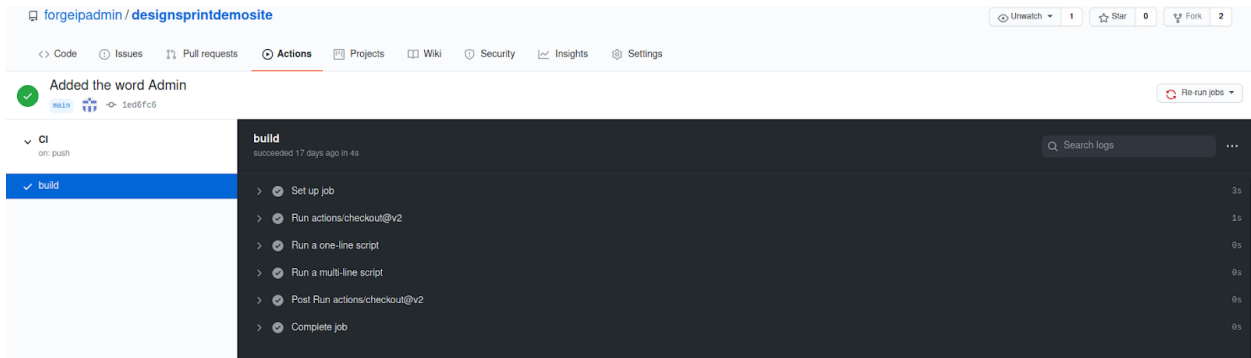 forgeipadmin / designsprintdemosite
Unwatch 1 Star 0 Fork 2
Code Issues Pull requests Actions Projects Wiki Security Insights Settings
Added the word Admin
main 1ed6fc6
Re-run jobs
CI
on: push
build
build
succeeded 17 days ago in 4s
Search logs
Set up job 3s
Run actions/checkout@v2 1s
Run a one-line script 0s
Run a multi-line script 0s
Post Run actions/checkout@v2 0s
Complete job 0s